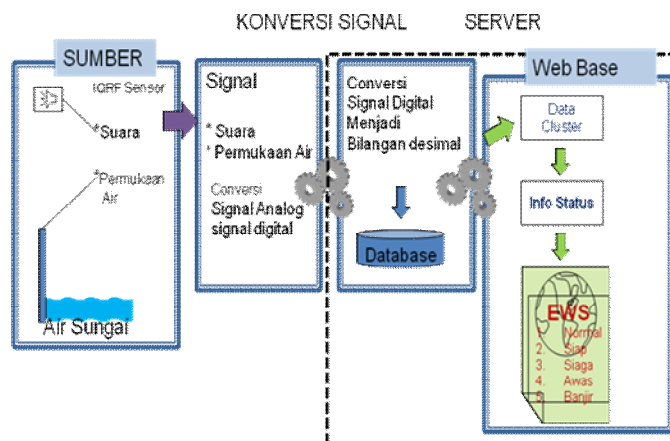 KONVERSI SIGNAL
SERVER
SUMBER
IQRF Sensor
*Suara
*Permukaan
Air
Air Sungai
Signal
* Suara
* Permukaan Air
Conversi
Signal Analog
signal digital
Conversi
Signal Digital
Menjadi
Bilangan desimal
Database
Web Base
Data
Cluster
Info Status
EWS
1. Normal
2. Siap
3. Siaga
4. Awas
5. Banjir